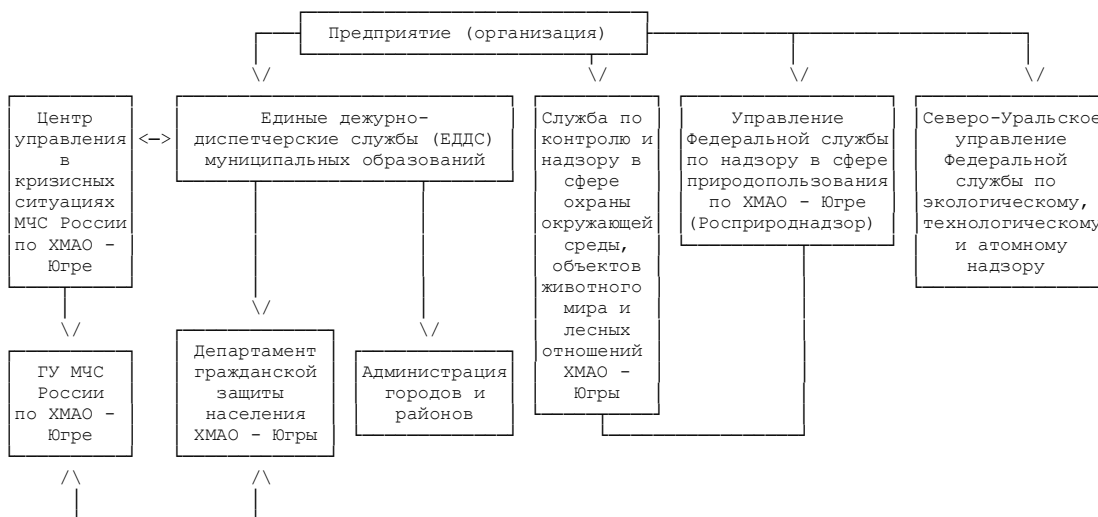 Предприятие (организация)
Центр
управления
в
кризисных
ситуациях
МЧС России
по ХМАО -
Югре
<->
Единые дежурно-
диспетчерские службы (ЕДДС)
муниципальных образований
Служба по
контролю и
надзору в
сфере
охраны
окружающей
среды,
объектов
животного
мира и
лесных
отношений
ХМАО -
Югры
Управление
Федеральной службы
по надзору в сфере
природопользования
по ХМАО - Югре
(Росприроднадзор)
Северо-Уральское
управление
Федеральной
службы по
экологическому,
технологическому
и атомному
надзору
ГУ МЧС
России
по ХМАО -
Югре
Департамент
гражданской
защиты
населения
ХМАО - Югры
Администрация
городов и
районов